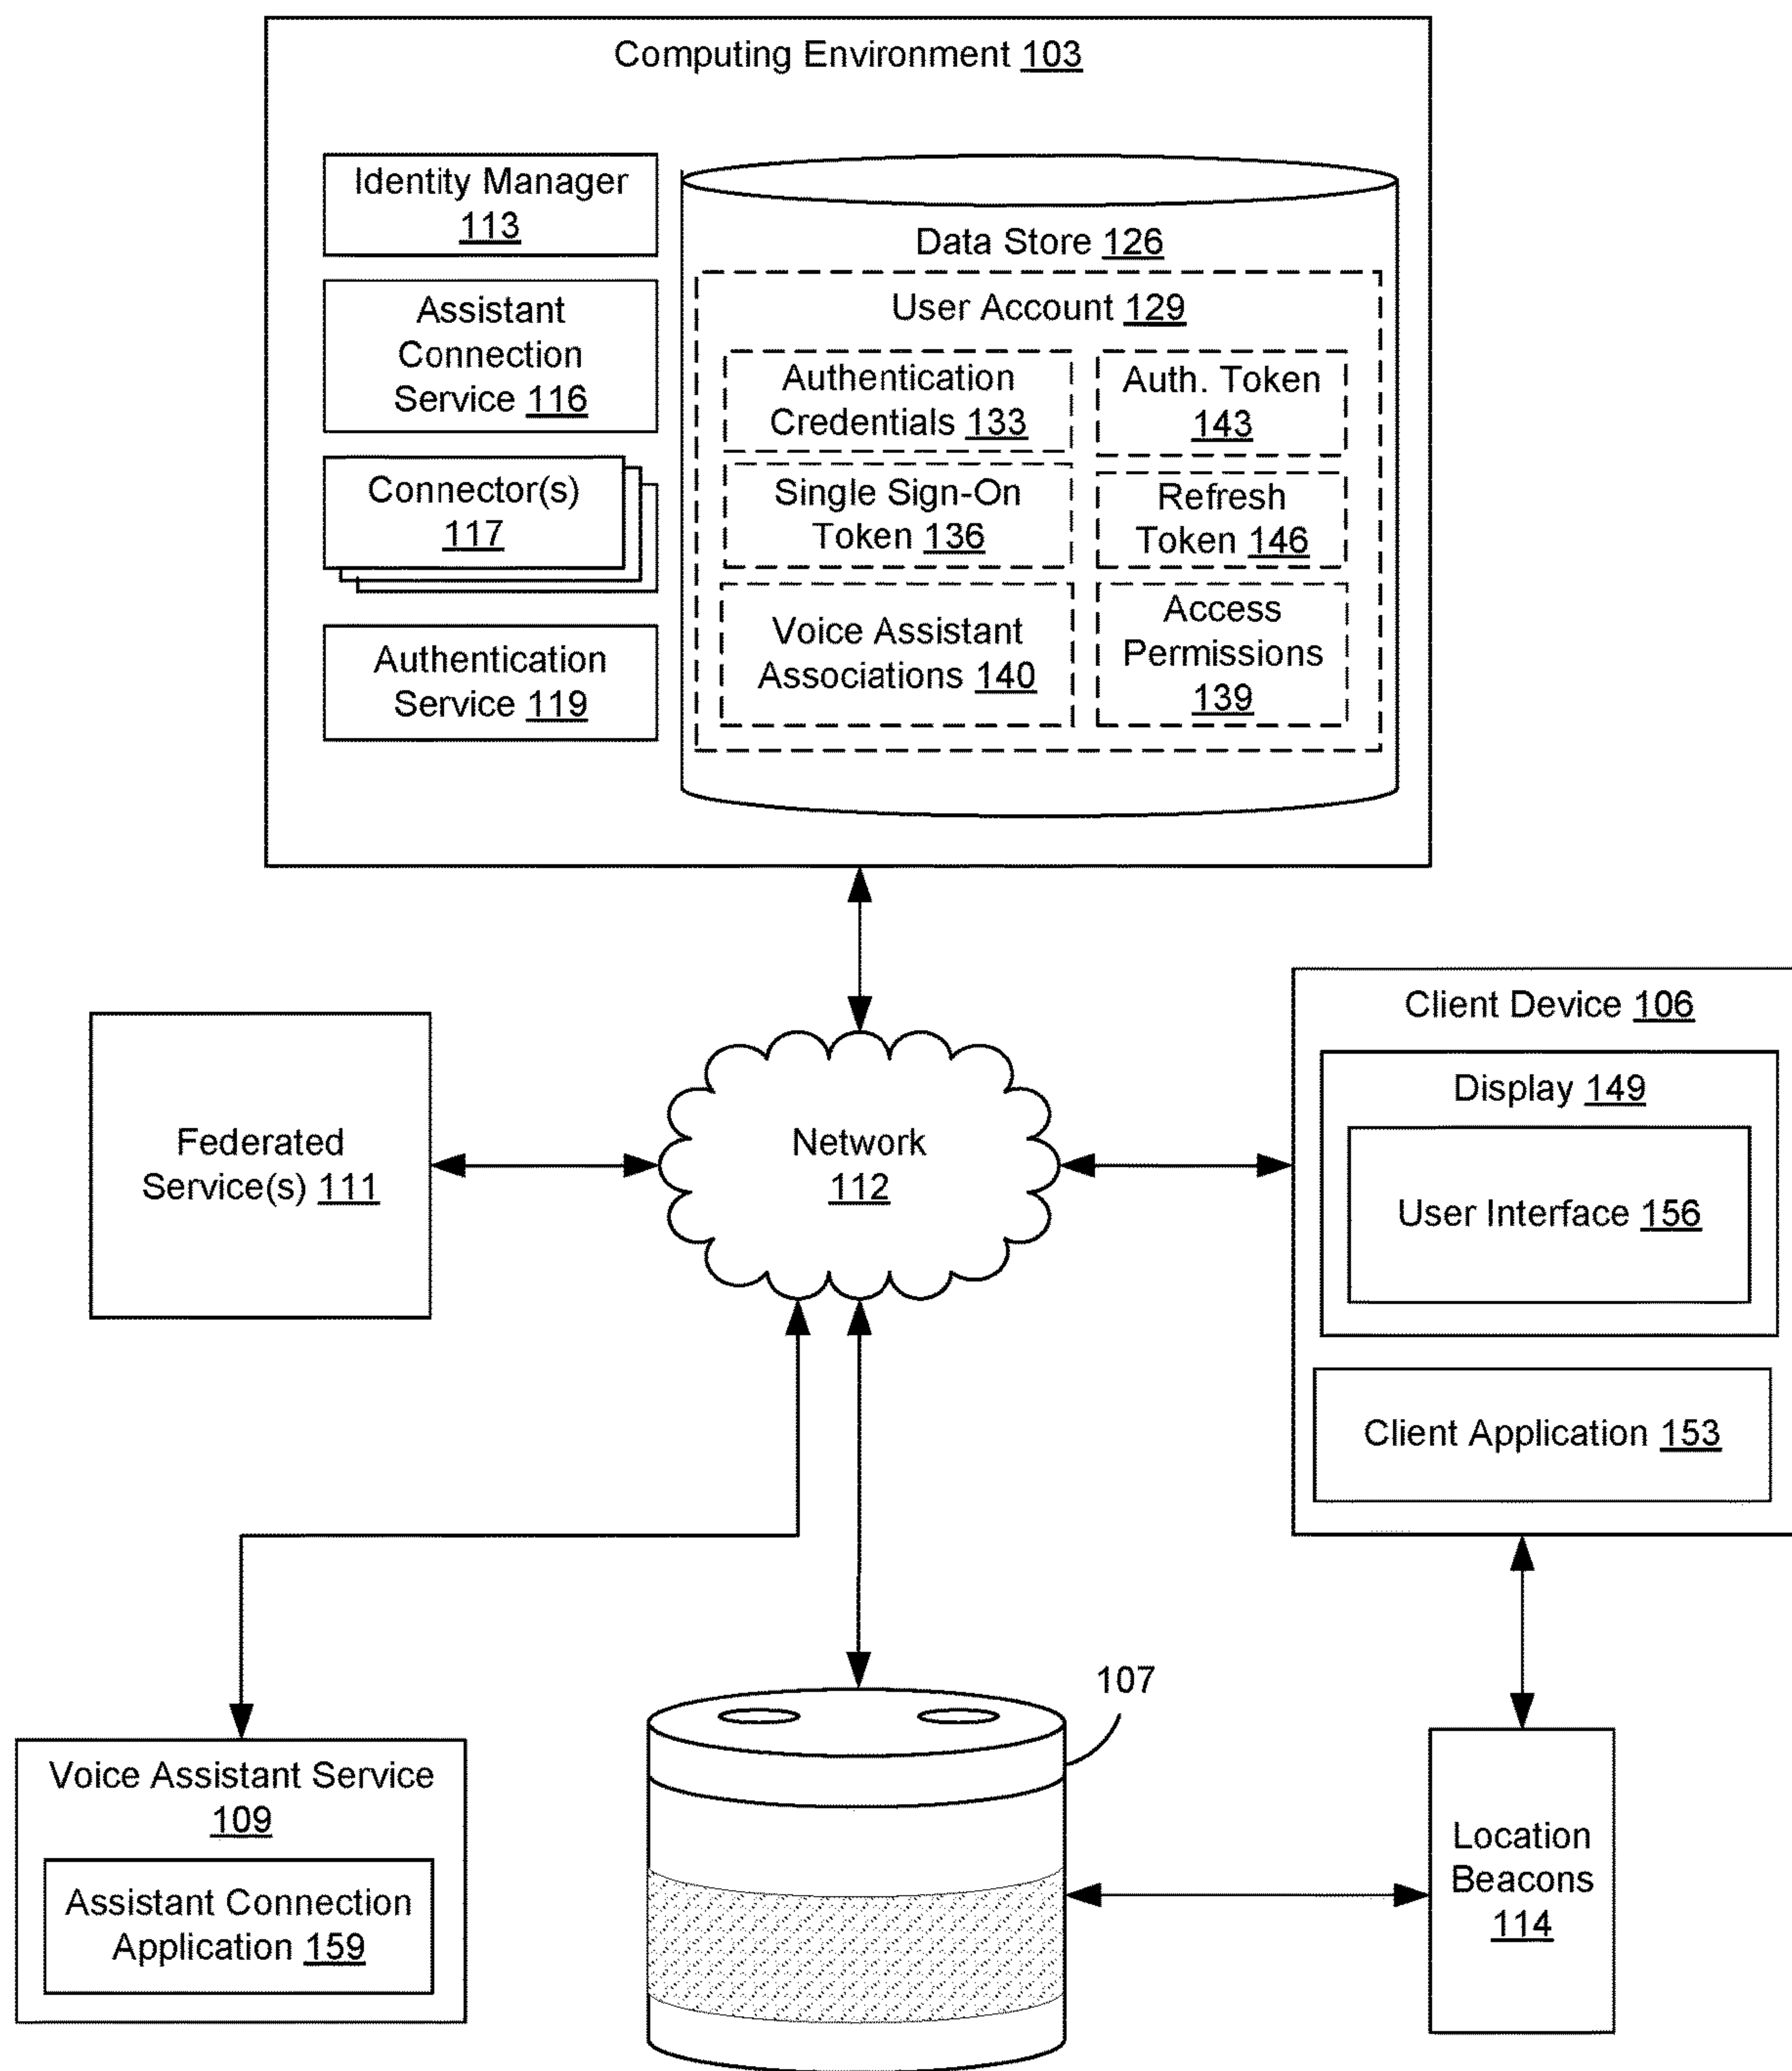 Computing Environment 103
Identity Manager
113
Assistant
Connection
Service 116
Connector(s)
117
Authentication
Service 119
Data Store 126
User Account 129
Authentication
Credentials 133
Auth. Token
143
Single Sign-On
Token 136
Refresh
Token 146
Voice Assistant
Associations 140
Access
Permissions
139
Federated
Service(s) 111
Network
112
Client Device 106
Display 149
User Interface 156
Client Application 153
107
Voice Assistant Service
109
Assistant Connection
Application 159
Location
Beacons
114